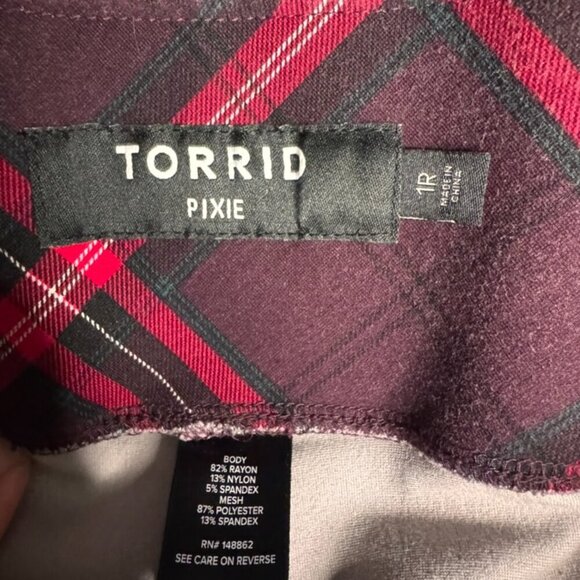 TORRID
PIXIE
1R
MADE IN
CHINA
BODY
82% RAYON
13% NYLON
5% SPANDEX
MESH
87% POLYESTER
13% SPANDEX
RN# 148862
SEE CARE ON REVERSE